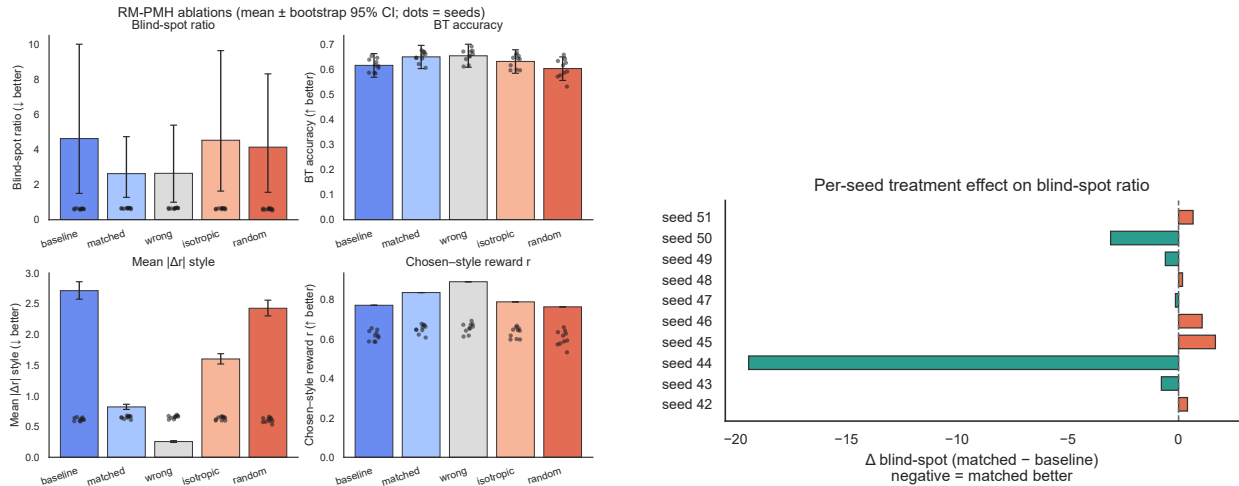 RM-PMH ablations (mean ± bootstrap 95% CI; dots = seeds)
Blind-spot ratio
Blind-spot ratio (↓ better)
10
8
6
4
2
0
baseline
matched
wrong
isotropic
random
BT accuracy
BT accuracy (↑ better)
0.7
0.6
0.5
0.4
0.3
0.2
0.1
0.0
baseline
matched
wrong
isotropic
random
Mean |Δr| style
Mean |Δr| style (↓ better)
3.0
2.5
2.0
1.5
1.0
0.5
0.0
baseline
matched
wrong
isotropic
random
Chosen–style reward r
Chosen–style reward r (↑ better)
0.8
0.6
0.4
0.2
0.0
baseline
matched
wrong
isotropic
random
Per-seed treatment effect on blind-spot ratio
seed 51
seed 50
seed 49
seed 48
seed 47
seed 46
seed 45
seed 44
seed 43
seed 42
−20
−15
−10
−5
0
Δ blind-spot (matched − baseline)
negative = matched better